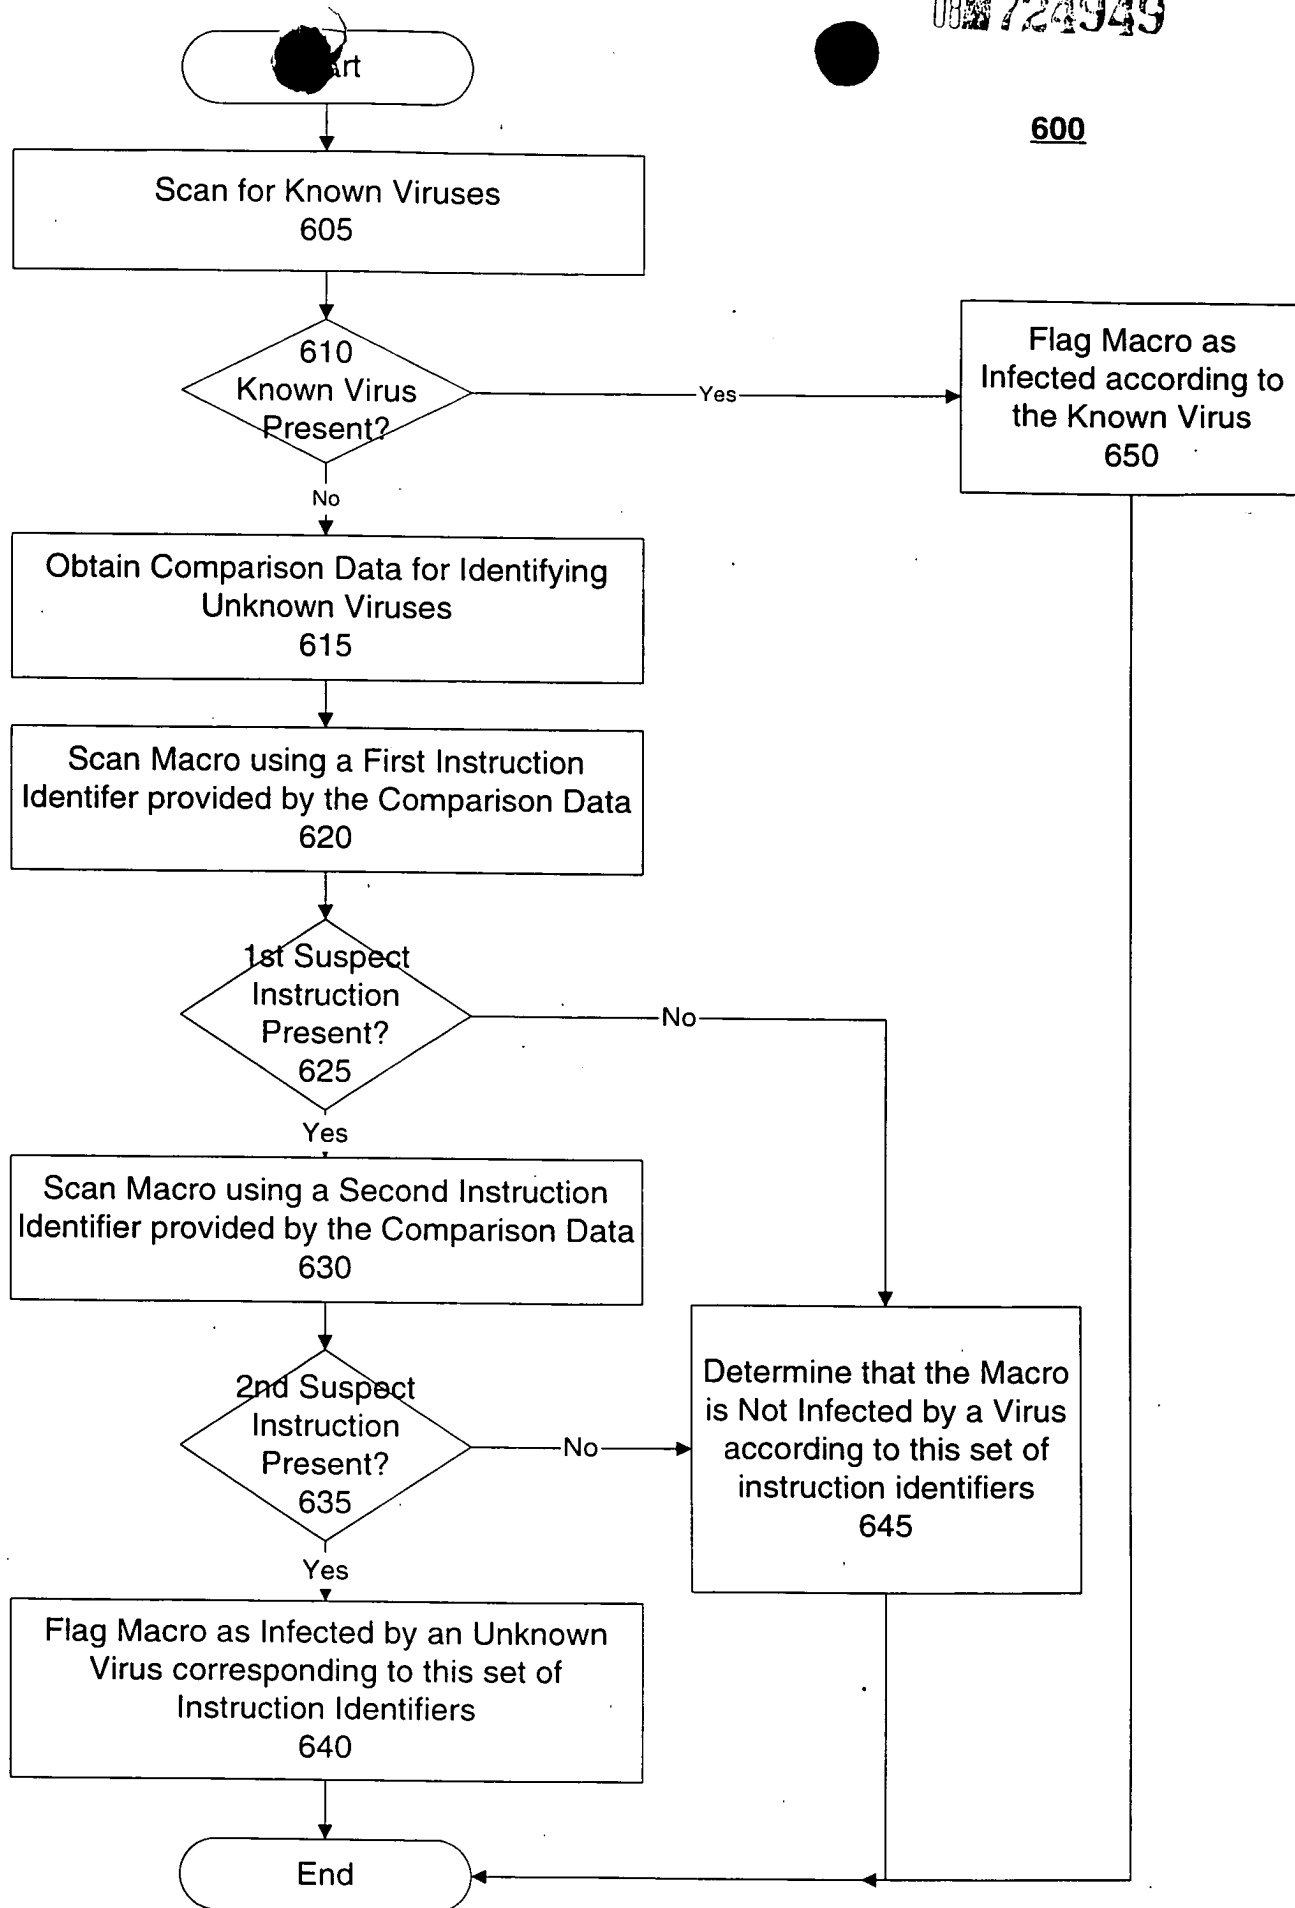 724949
600
Scan for Known Viruses
605
610
Known Virus
Present?
Yes
Flag Macro as
Infected according to
the Known Virus
650
No
Obtain Comparison Data for Identifying
Unknown Viruses
615
Scan Macro using a First Instruction
Identifer provided by the Comparison Data
620
1st Suspect
Instruction
Present?
625
No
Yes
Scan Macro using a Second Instruction
Identifier provided by the Comparison Data
630
2nd Suspect
Instruction
Present?
635
No
Determine that the Macro
is Not Infected by a Virus
according to this set of
instruction identifiers
645
Yes
Flag Macro as Infected by an Unknown
Virus corresponding to this set of
Instruction Identifiers
640
End